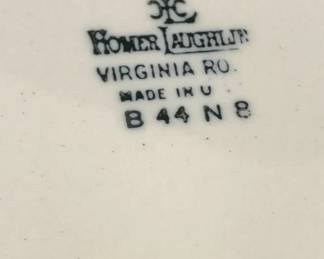 HOMER LAUGHLIN
VIRGINIA RO.
MADE IN U
B 44 N 8